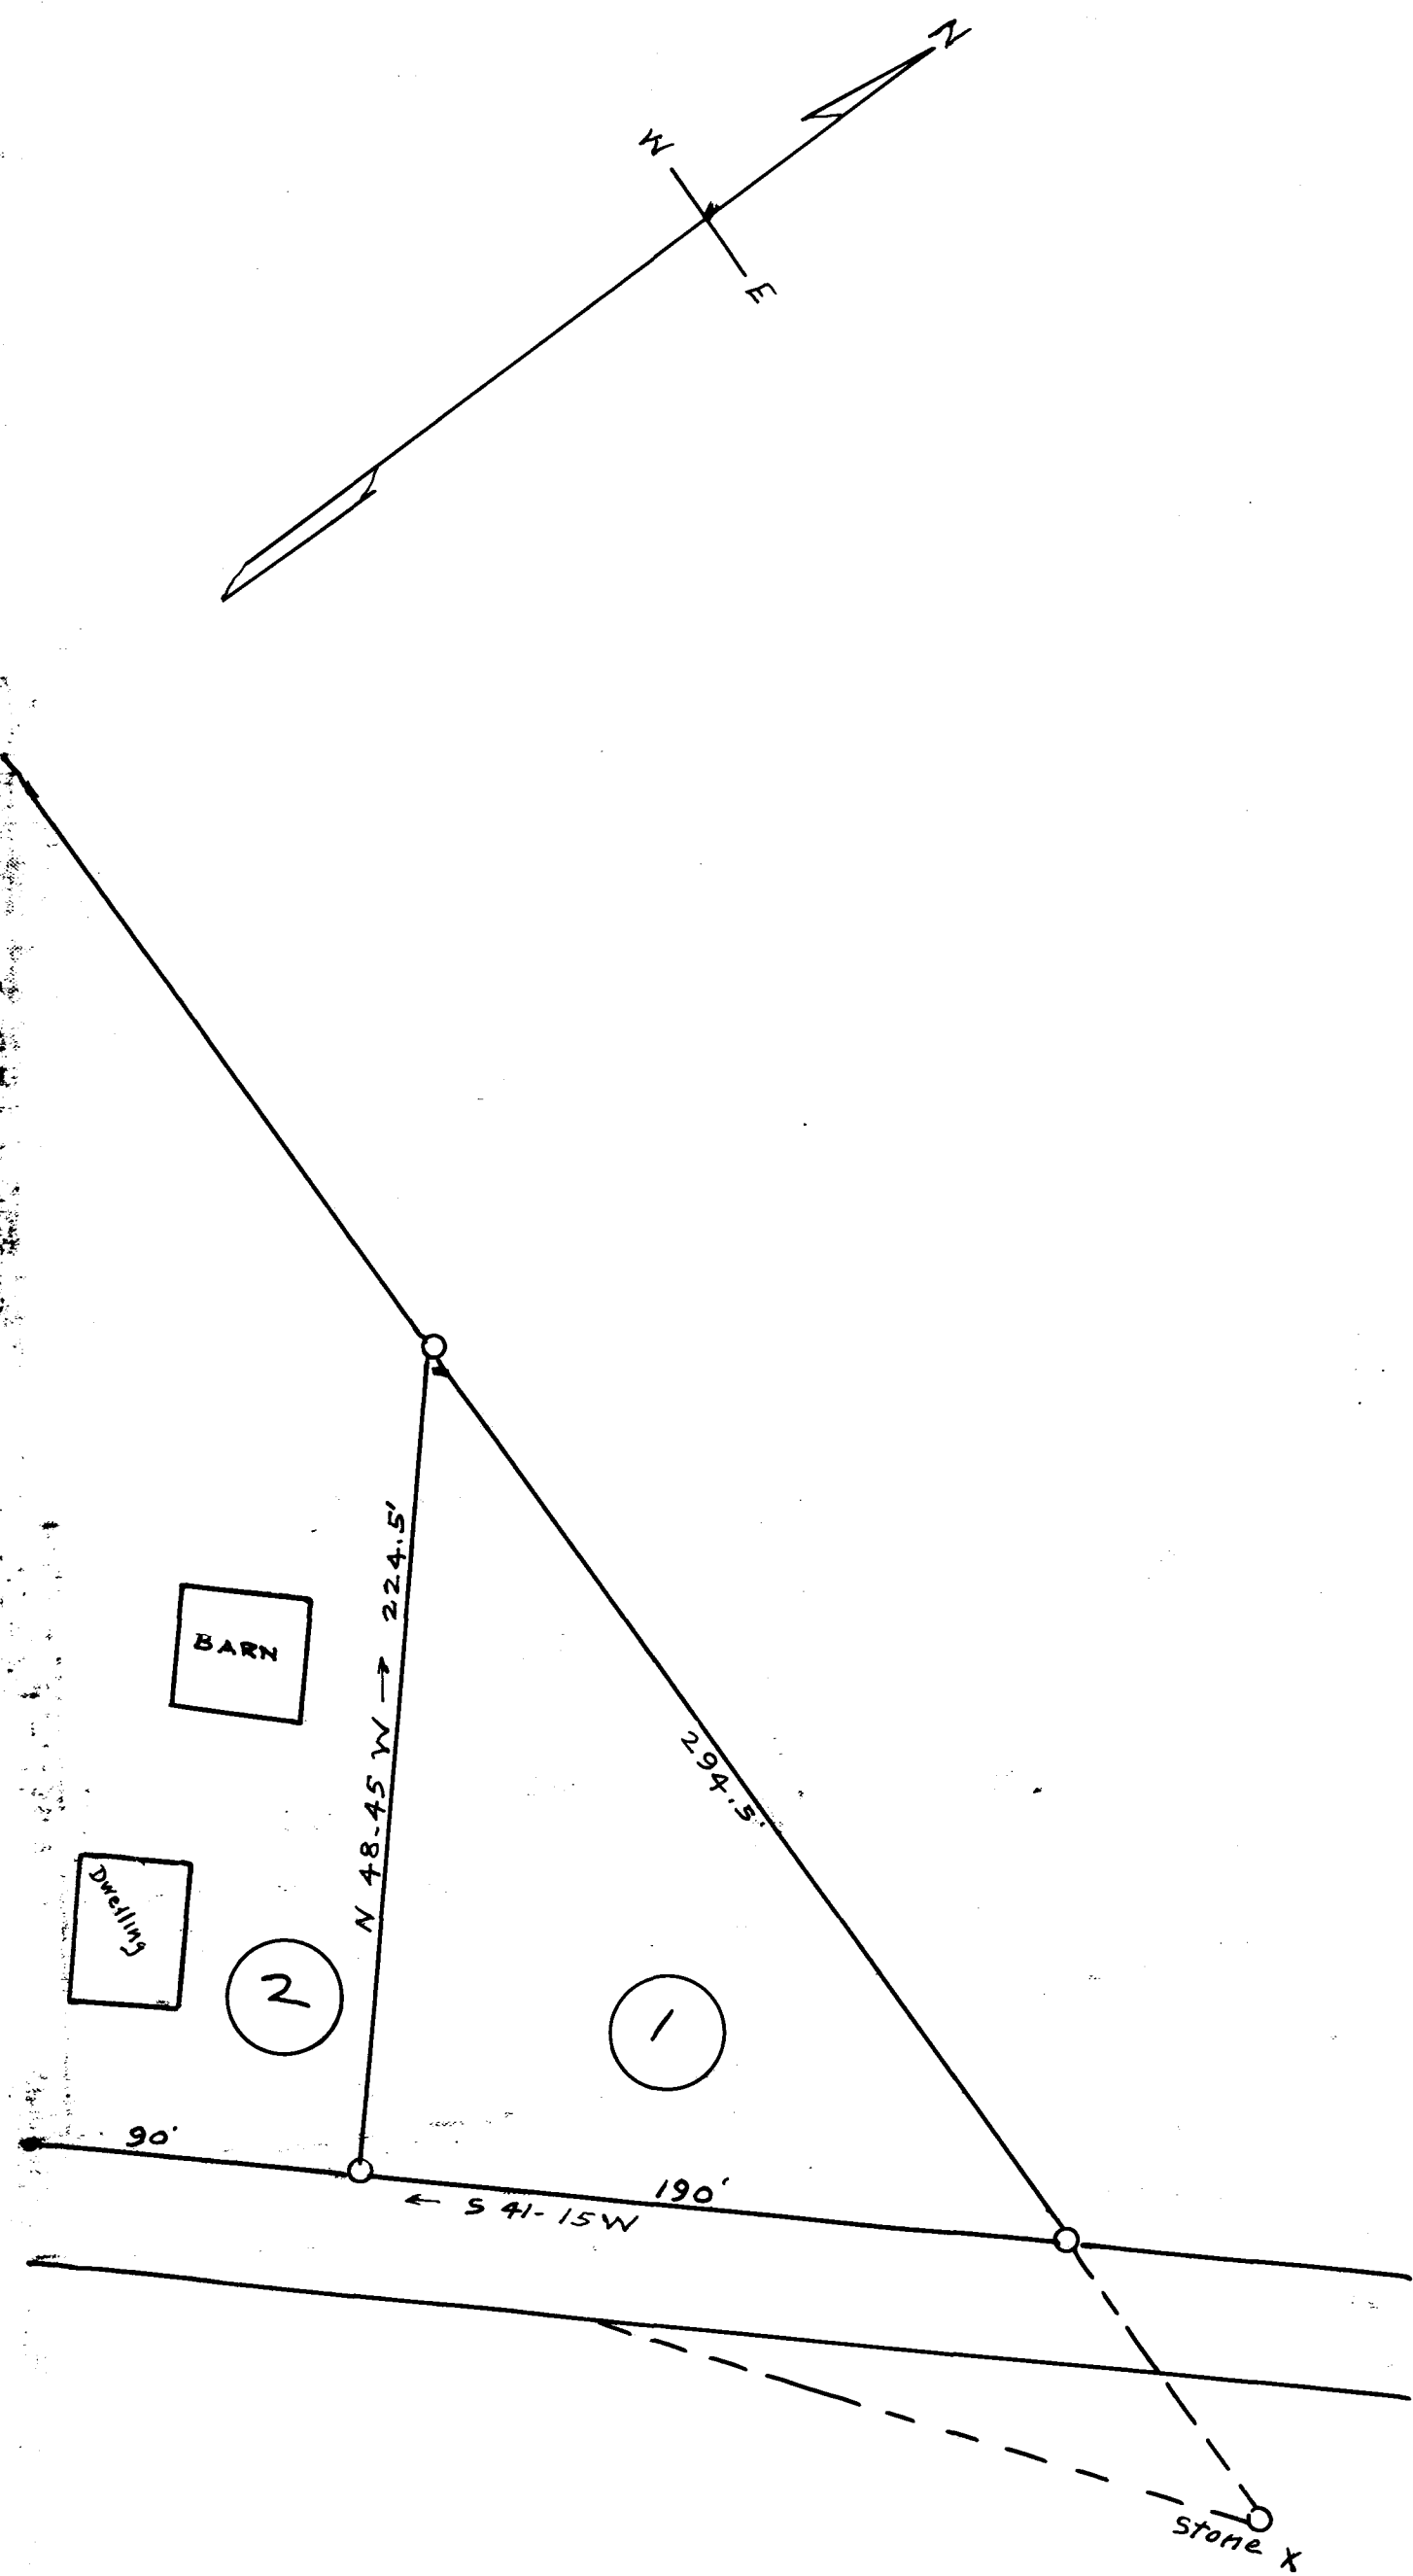 N
W
E
N 48-45 W → 224.5'
BARN
294.5'
Dwelling
2
1
90'
190'
← S 41-15 W
Stone X